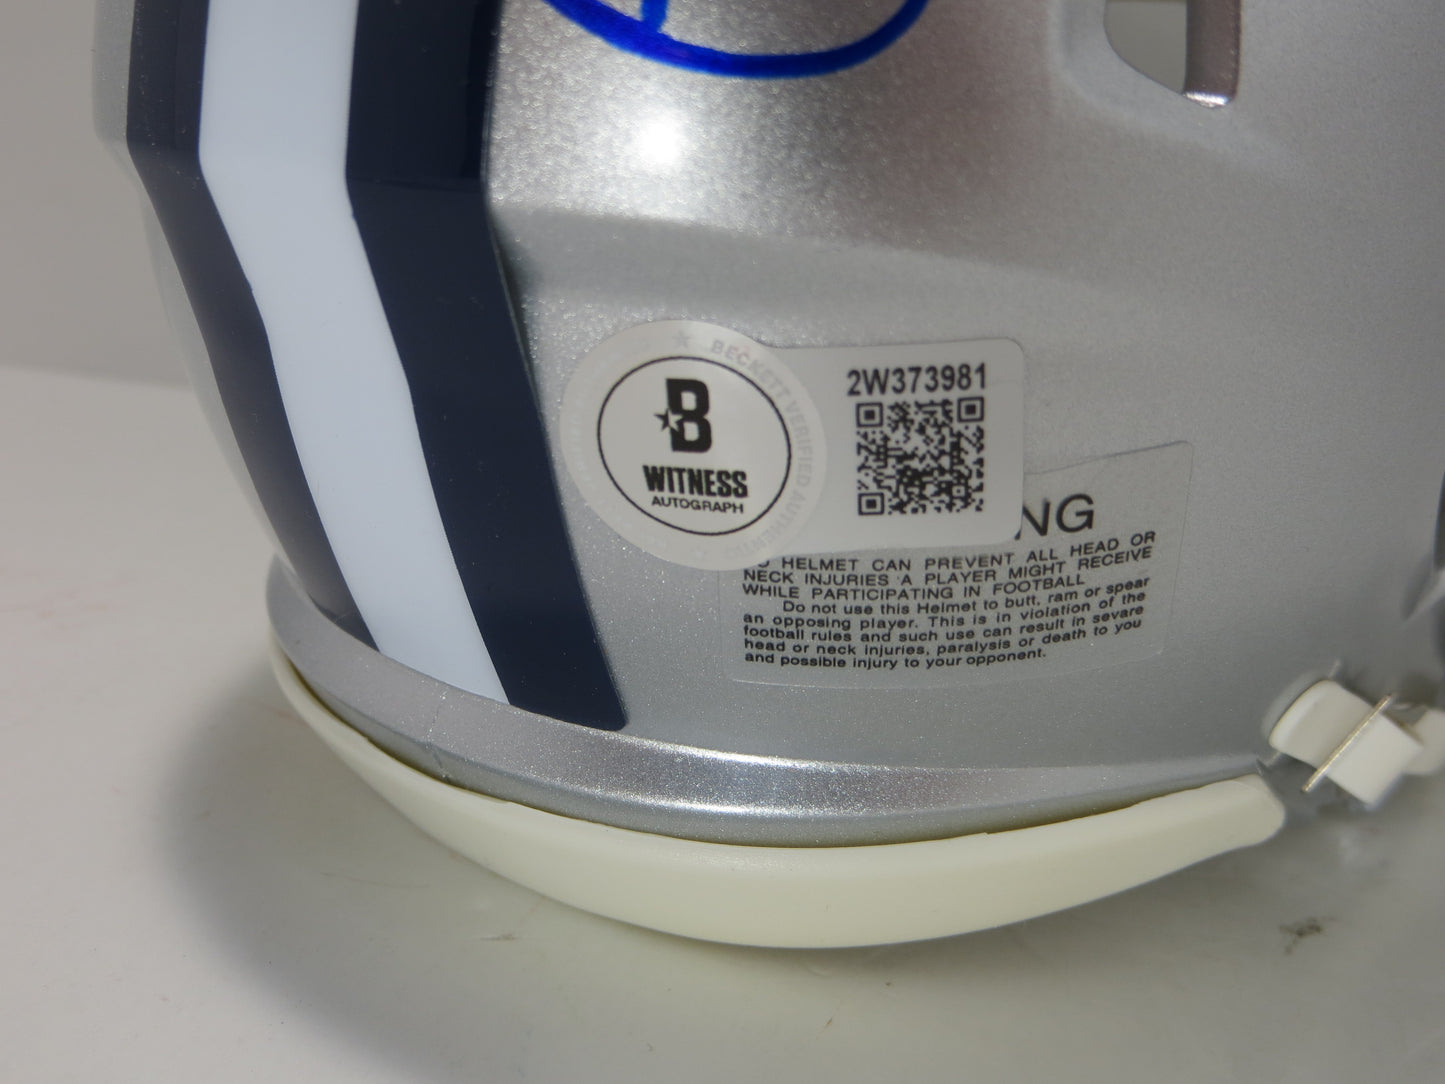 BECKETT VERIFIED AUTHENTIC
B
WITNESS
AUTOGRAPH
2W373981
NG
HELMET CAN PREVENT ALL HEAD OR
NECK INJURIES A PLAYER MIGHT RECEIVE
WHILE PARTICIPATING IN FOOTBALL
Do not use this Helmet to butt, ram or spear
an opposing player. This is in violation of the
football rules and such use can result in sevare
head or neck injuries, paralysis or death to you
and possible injury to your opponent.